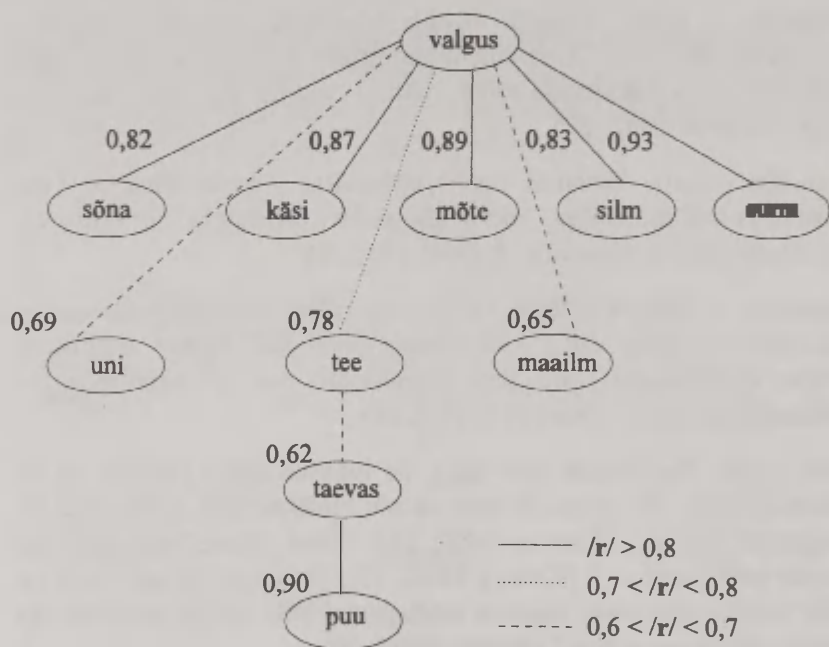 valgus
0,82 0,87 0,89 0,83 0,93
sõna käsi mõte silm
0,69 0,78 0,65
uni tee maailm
0,62
taevas
/r/ > 0,8
0,90 0,7 < /r/ < 0,8
puu 0,6 < /r/ < 0,7